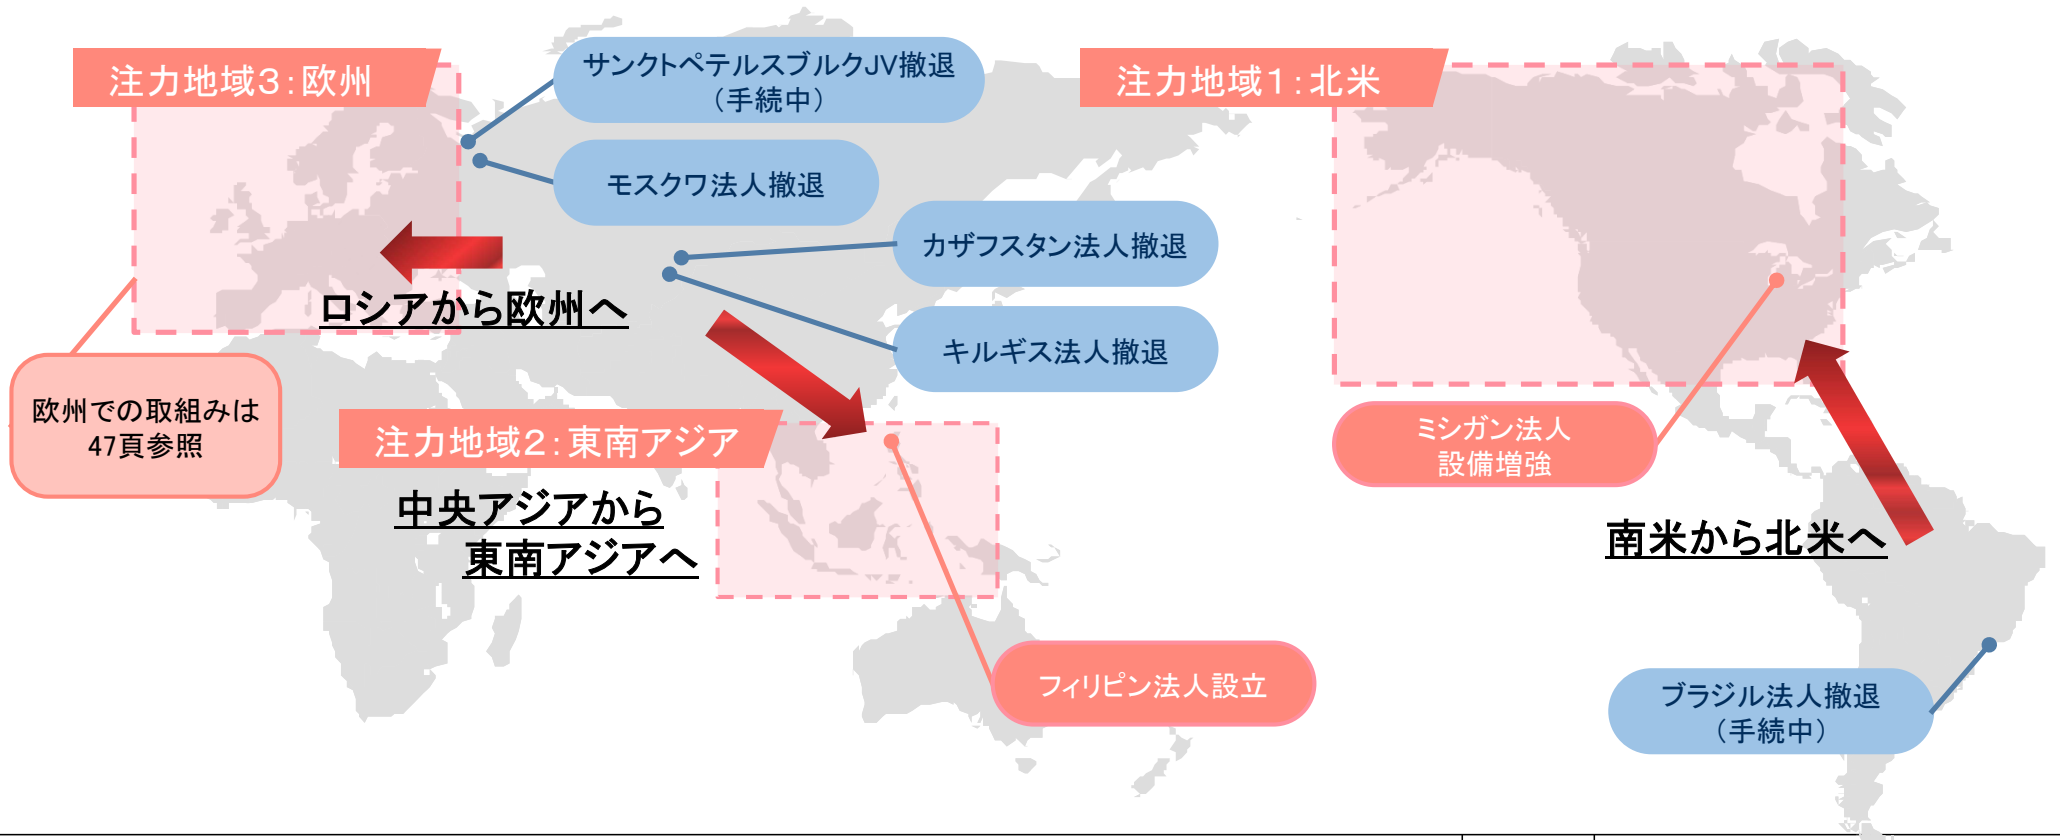 注力地域3：欧州
サンクトペテルスブルクJV撤退
（手続中）
モスクワ法人撤退
カザフスタン法人撤退
キルギス法人撤退
ロシアから欧州へ
欧州での取組みは
47頁参照
注力地域2：東南アジア
中央アジアから
東南アジアへ
フィリピン法人設立
注力地域1：北米
ミシガン法人
設備増強
南米から北米へ
ブラジル法人撤退
（手続中）